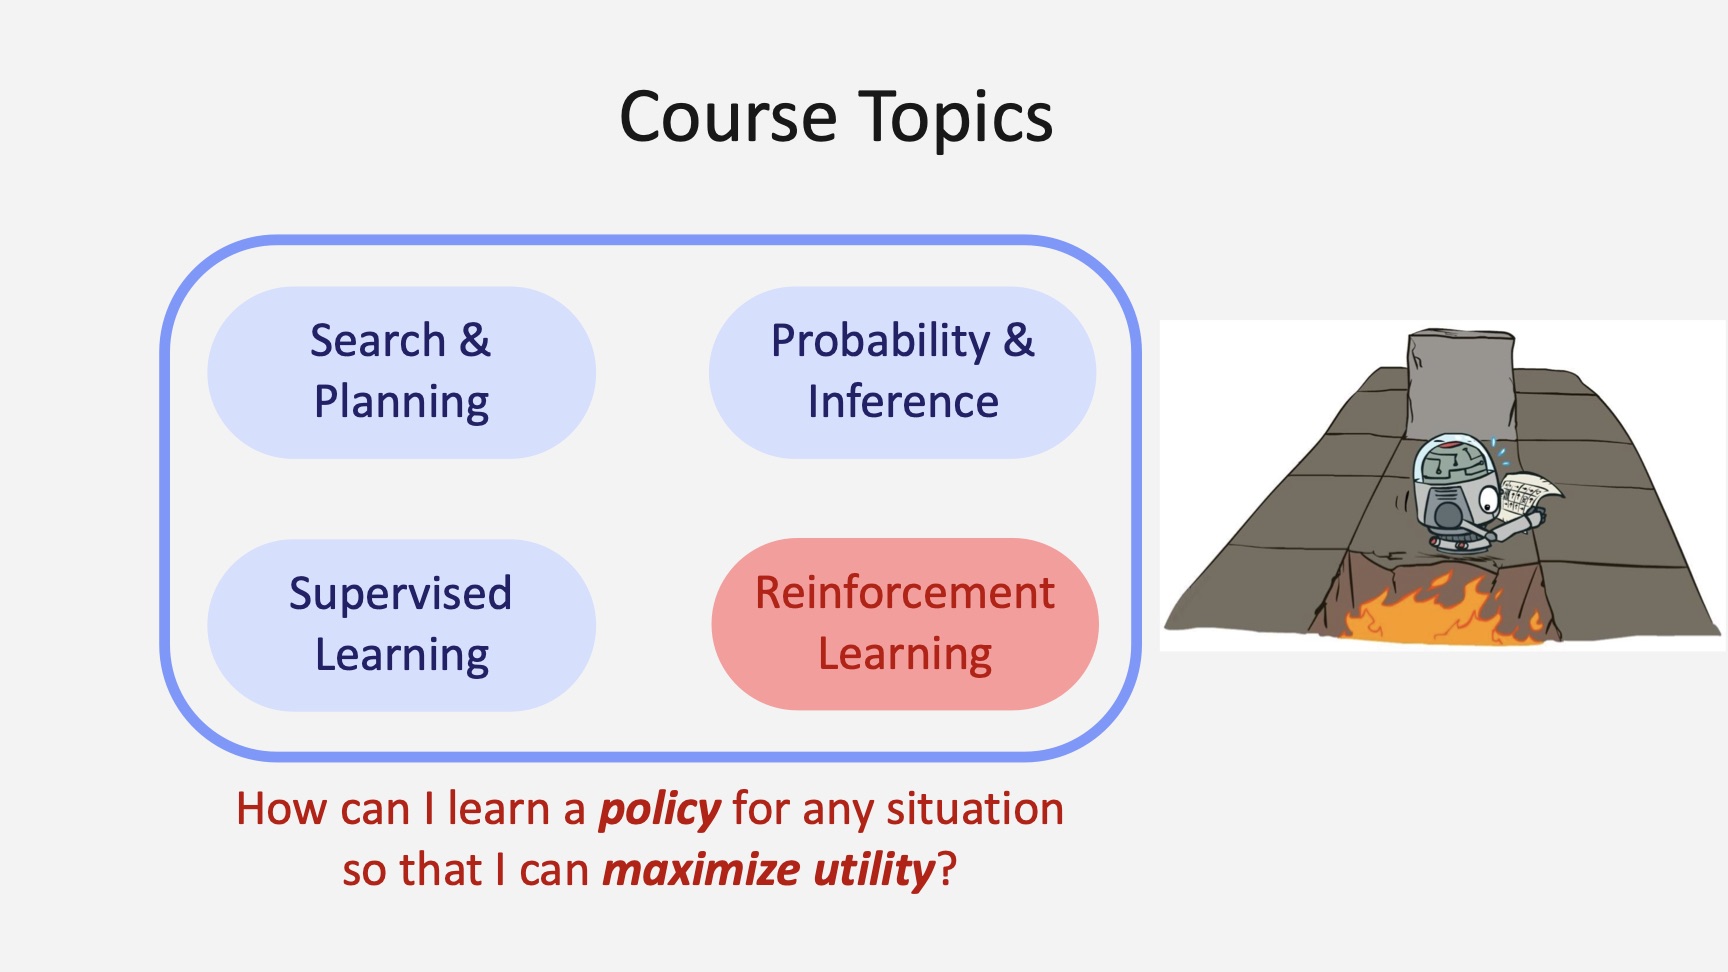 Course Topics
Search &
Planning
Probability &
Inference
Supervised
Learning
Reinforcement
Learning
How can I learn a policy for any situation
so that I can maximize utility?